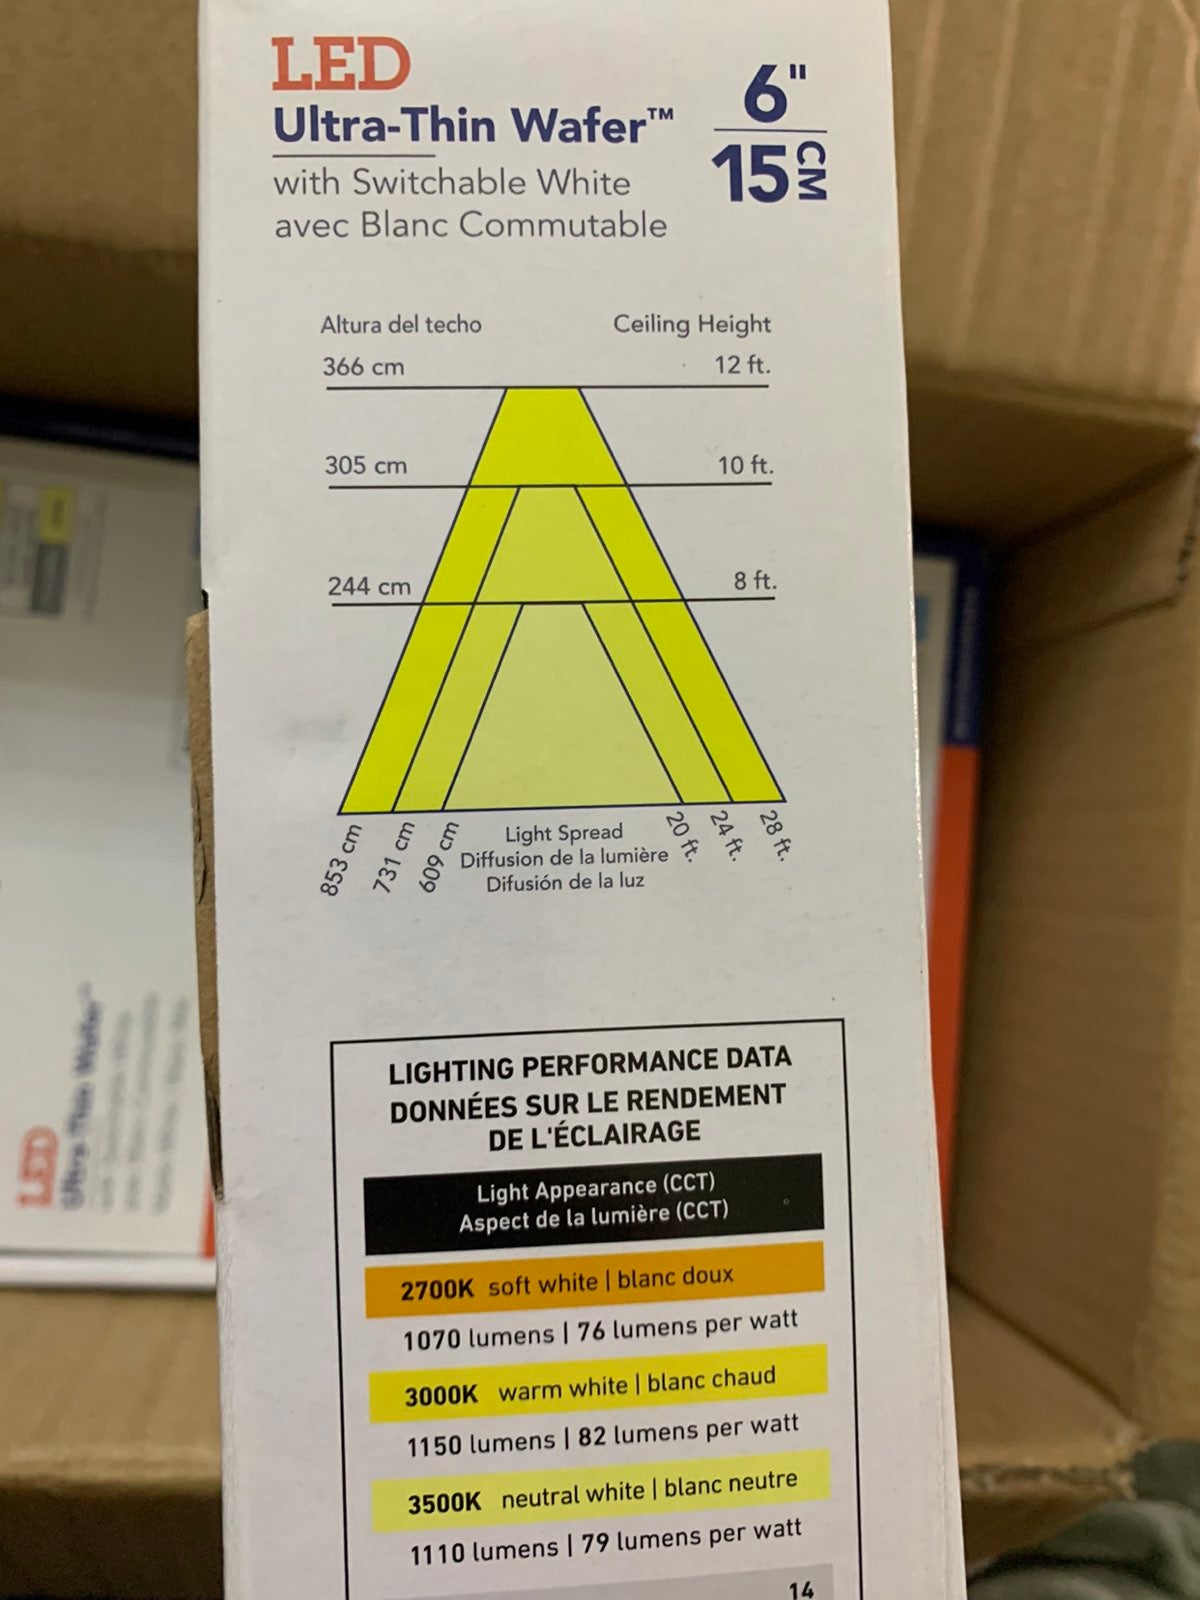 LED
Ultra-Thin Wafer™
with Switchable White
avec Blanc Commutable
6"
15 CM
Altura del techo
Ceiling Height
366 cm
12 ft.
305 cm
10 ft.
244 cm
8 ft.
853 cm
731 cm
609 cm
Light Spread
Diffusion de la lumière
Difusión de la luz
20 ft.
24 ft.
28 ft.
LIGHTING PERFORMANCE DATA
DONNÉES SUR LE RENDEMENT
DE L'ÉCLAIRAGE
Light Appearance (CCT)
Aspect de la lumière (CCT)
2700K soft white | blanc doux
1070 lumens | 76 lumens per watt
3000K warm white | blanc chaud
1150 lumens | 82 lumens per watt
3500K neutral white | blanc neutre
1110 lumens | 79 lumens per watt
14
LED
Ultra-Thin Wafer™